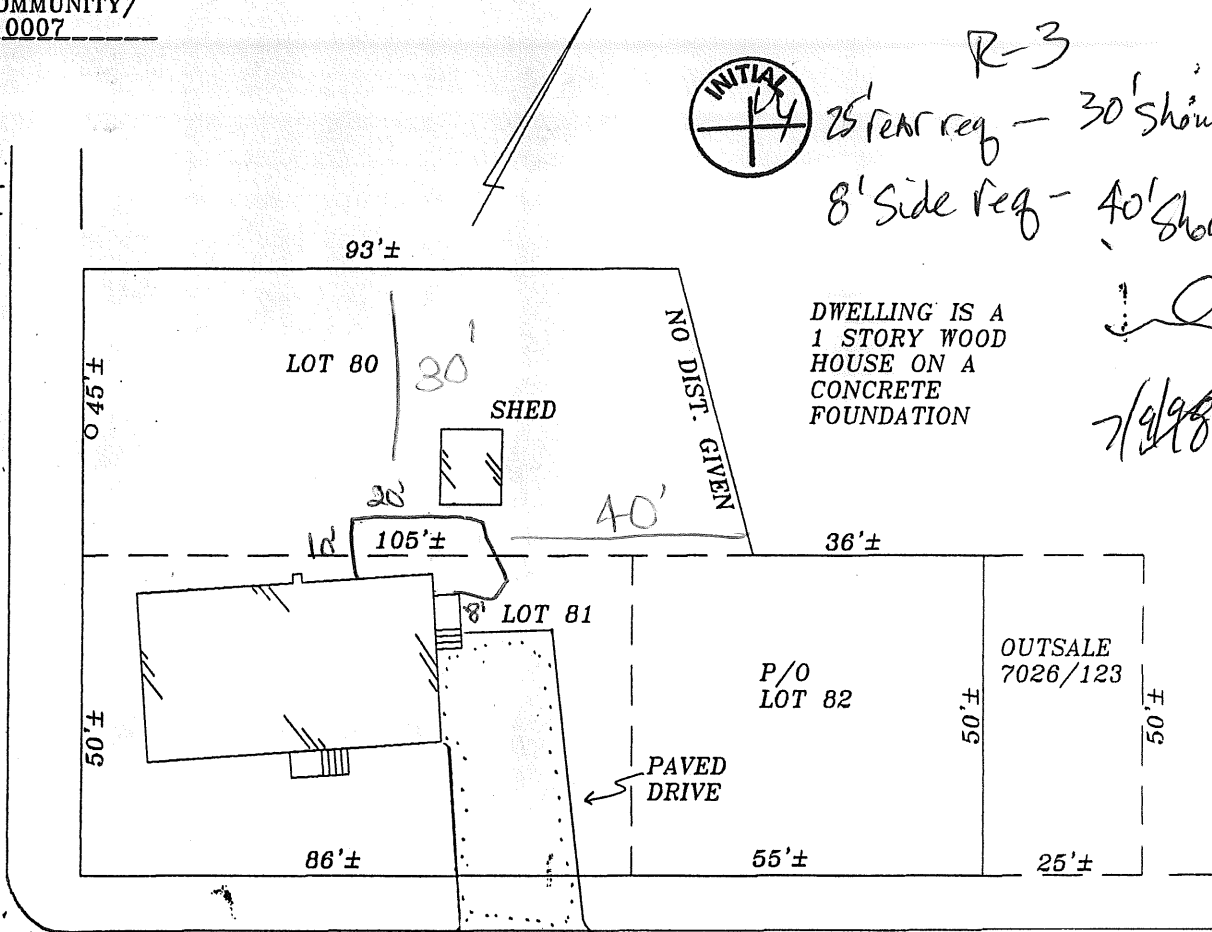 OMMUNITY/
0007
R-3
INITIAL
25' rear req - 30' Show
8' Side req - 40' Sho
93'±
DWELLING IS A
1 STORY WOOD
HOUSE ON A
CONCRETE
FOUNDATION
LOT 80
30'
45'±
SHED
NO DIST. GIVEN
7/9/98
20'
40'
10'
105'±
36'±
8'
LOT 81
OUTSALE
7026/123
P/O
LOT 82
50'±
50'±
50'±
PAVED
DRIVE
86'±
55'±
25'±